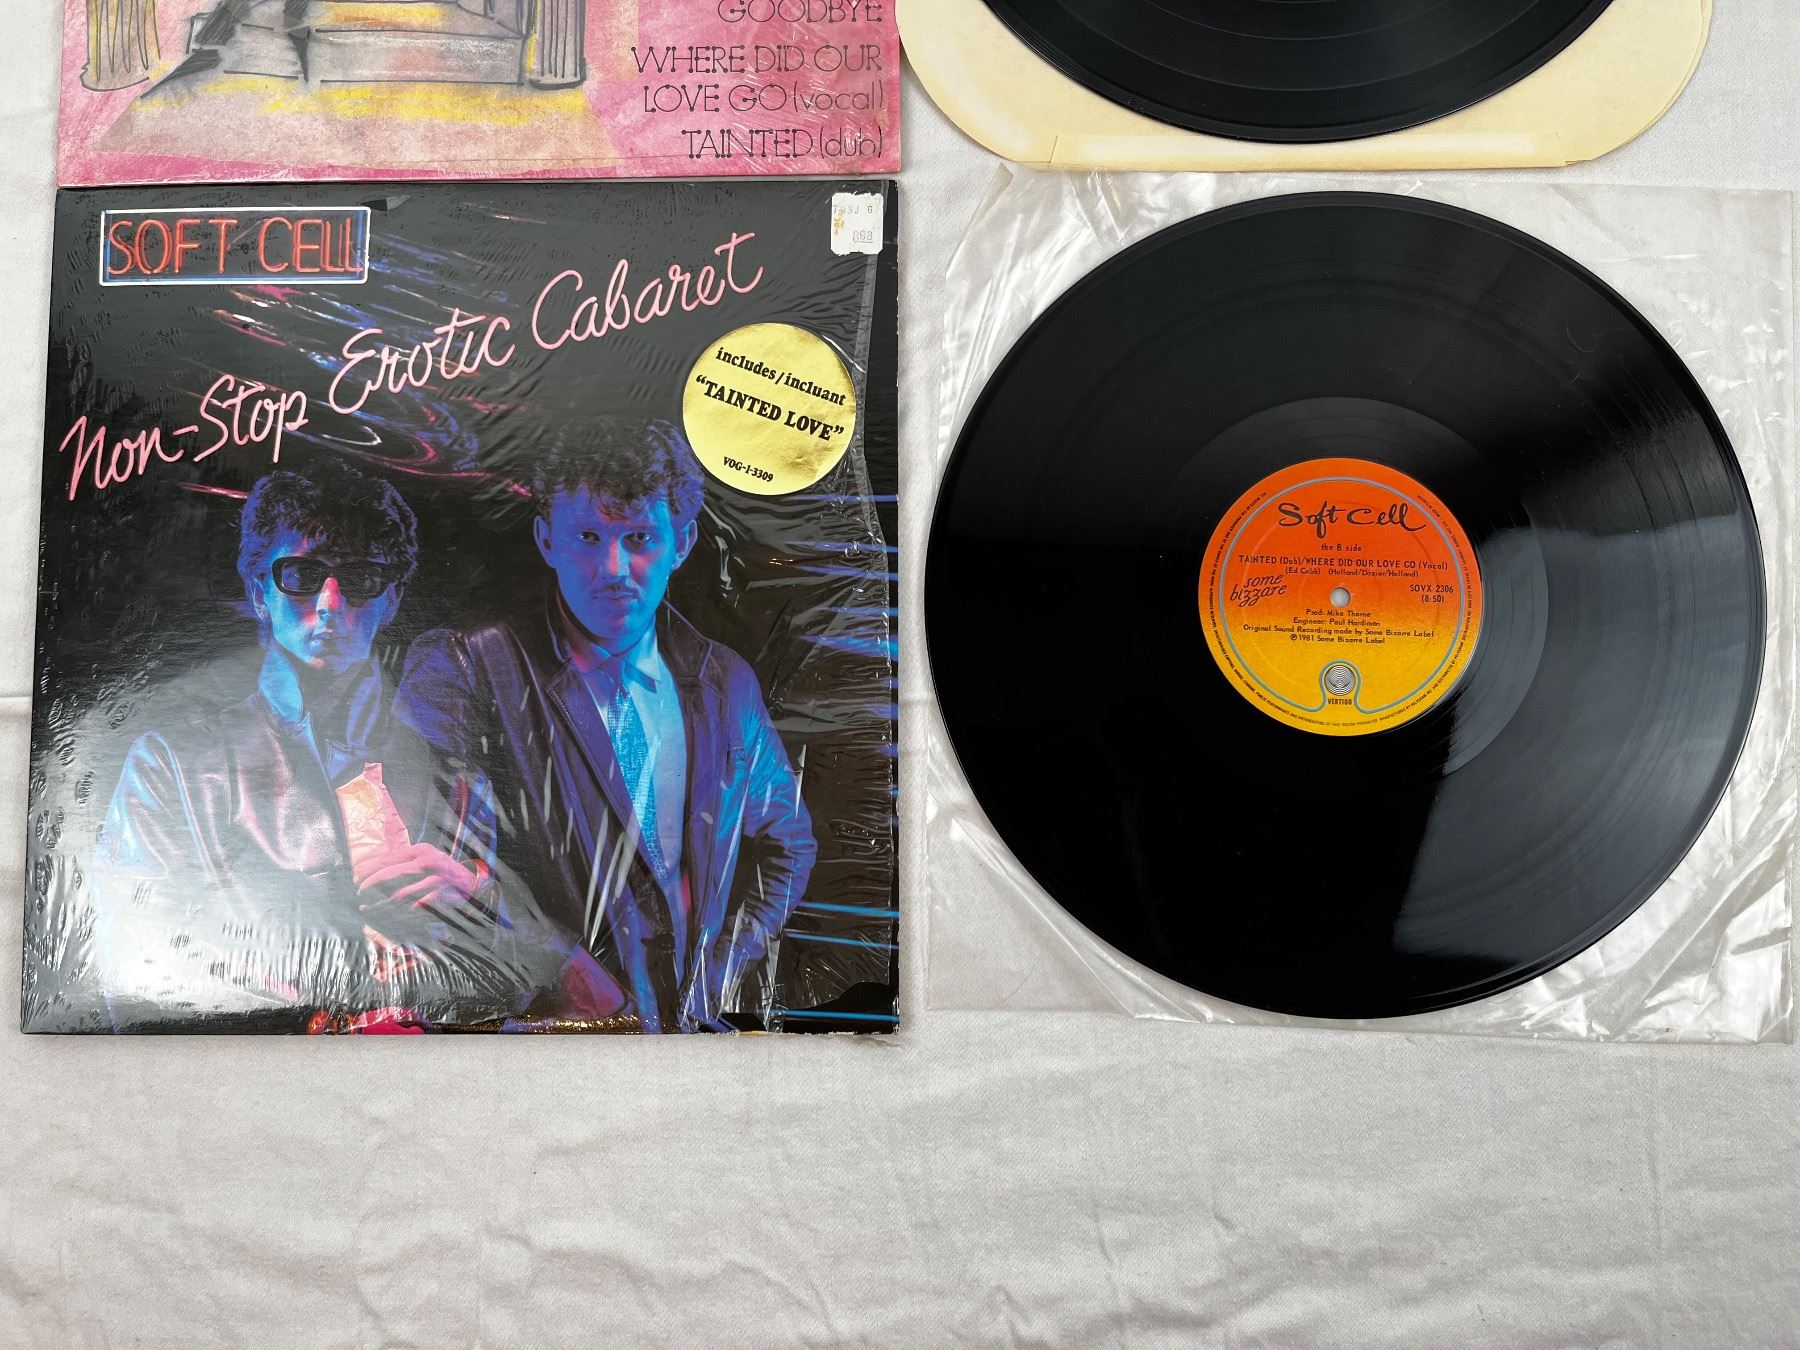 GOODBYE
WHERE DID OUR
LOVE GO (vocal)
TAINTED (dub)
SOFT CELL
Non-Stop Erotic Cabaret
includes/incluant
"TAINTED LOVE"
VOG-1-3309
Soft Cell
the B side
TAINTED (Dub)/WHERE DID OUR LOVE GO (Vocal)
(Ed Cobb) (Holland/Dozier/Holland)
some
bizzare
SOVX 2306
(8:50)
Prod: Mike Thorne
Engineer: Paul Hardiman
Original Sound Recording made by Some Bizarre Label
℗1981 Some Bizarre Label
VERTIGO